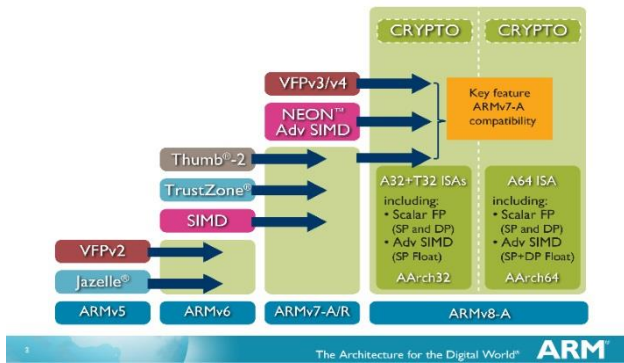 CRYPTO
CRYPTO
VFPv3/v4
NEON™
Adv SIMD
Key feature
ARMv7-A
compatibility
Thumb®-2
TrustZone®
SIMD
VFPv2
Jazelle®
A32+T32 ISAs
including:
• Scalar FP
(SP and DP)
• Adv SIMD
(SP Float)
AArch32
A64 ISA
including:
• Scalar FP
(SP and DP)
• Adv SIMD
(SP+DP Float)
AArch64
ARMv5
ARMv6
ARMv7-A/R
ARMv8-A
The Architecture for the Digital World®
ARM